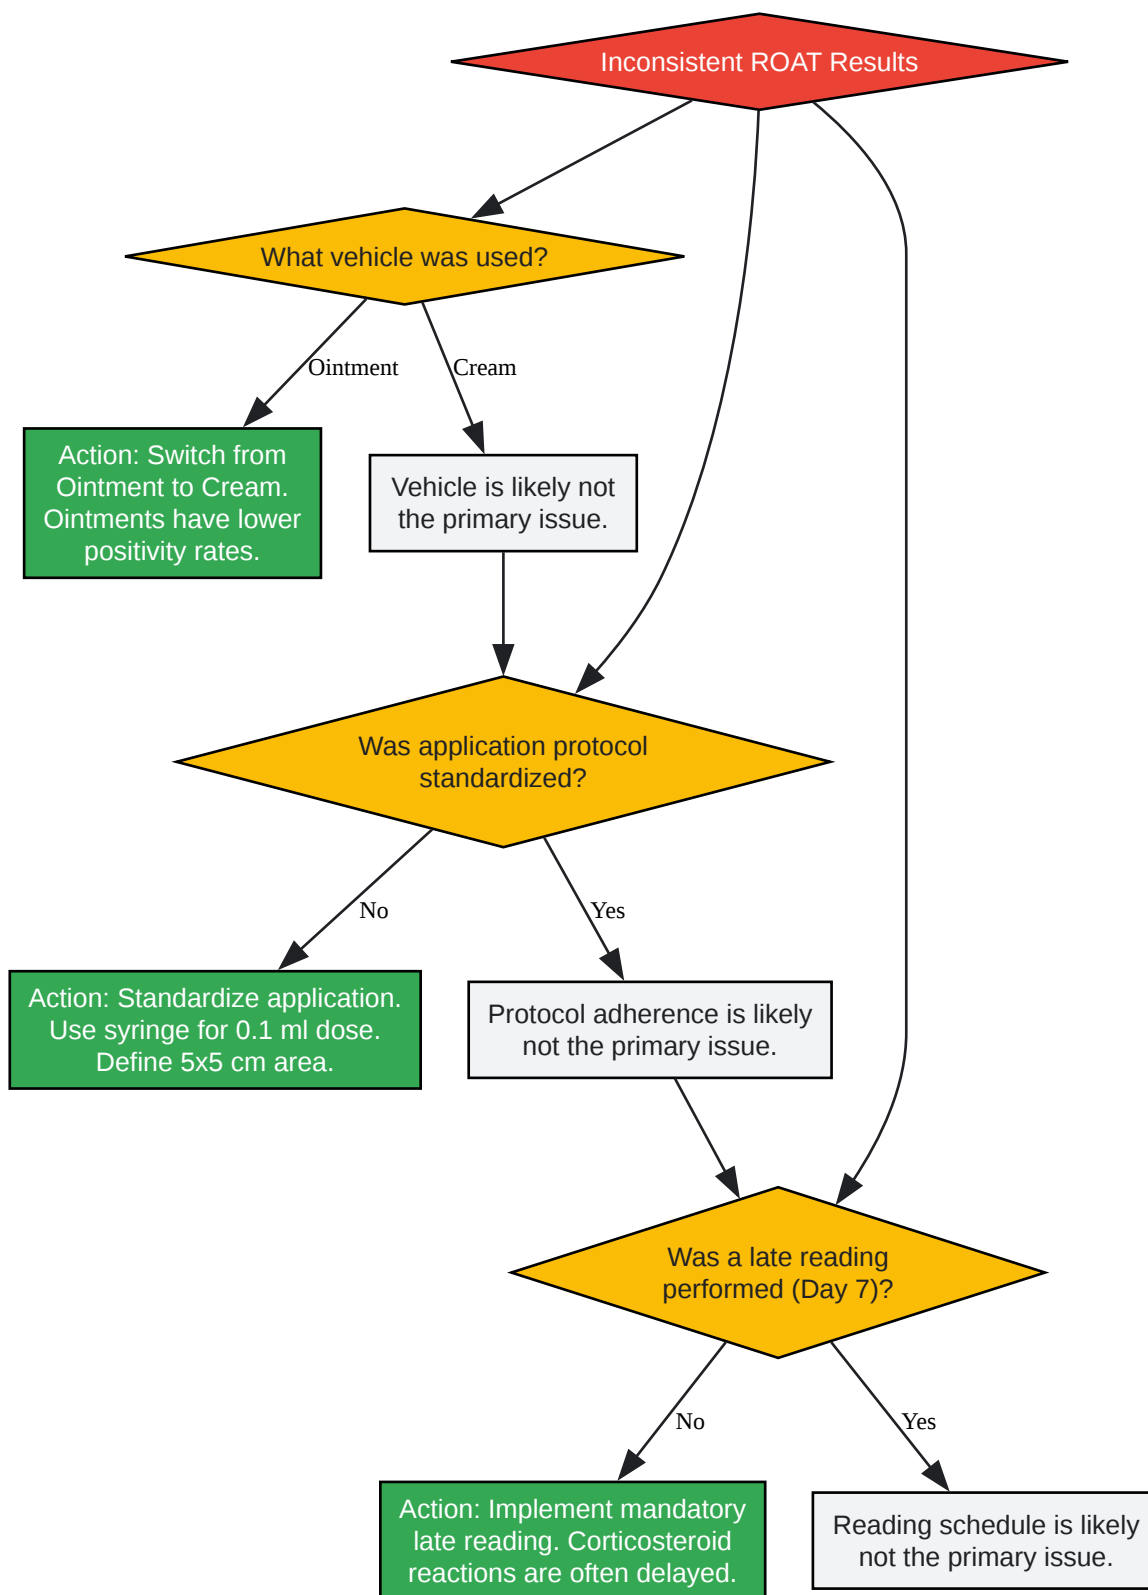 Inconsistent ROAT Results
What vehicle was used?
Ointment
Cream
Action: Switch from
Ointment to Cream.
Ointments have lower
positivity rates.
Vehicle is likely not
the primary issue.
Was application protocol
standardized?
No
Yes
Action: Standardize application.
Use syringe for 0.1 ml dose.
Define 5x5 cm area.
Protocol adherence is likely
not the primary issue.
Was a late reading
performed (Day 7)?
No
Yes
Action: Implement mandatory
late reading. Corticosteroid
reactions are often delayed.
Reading schedule is likely
not the primary issue.